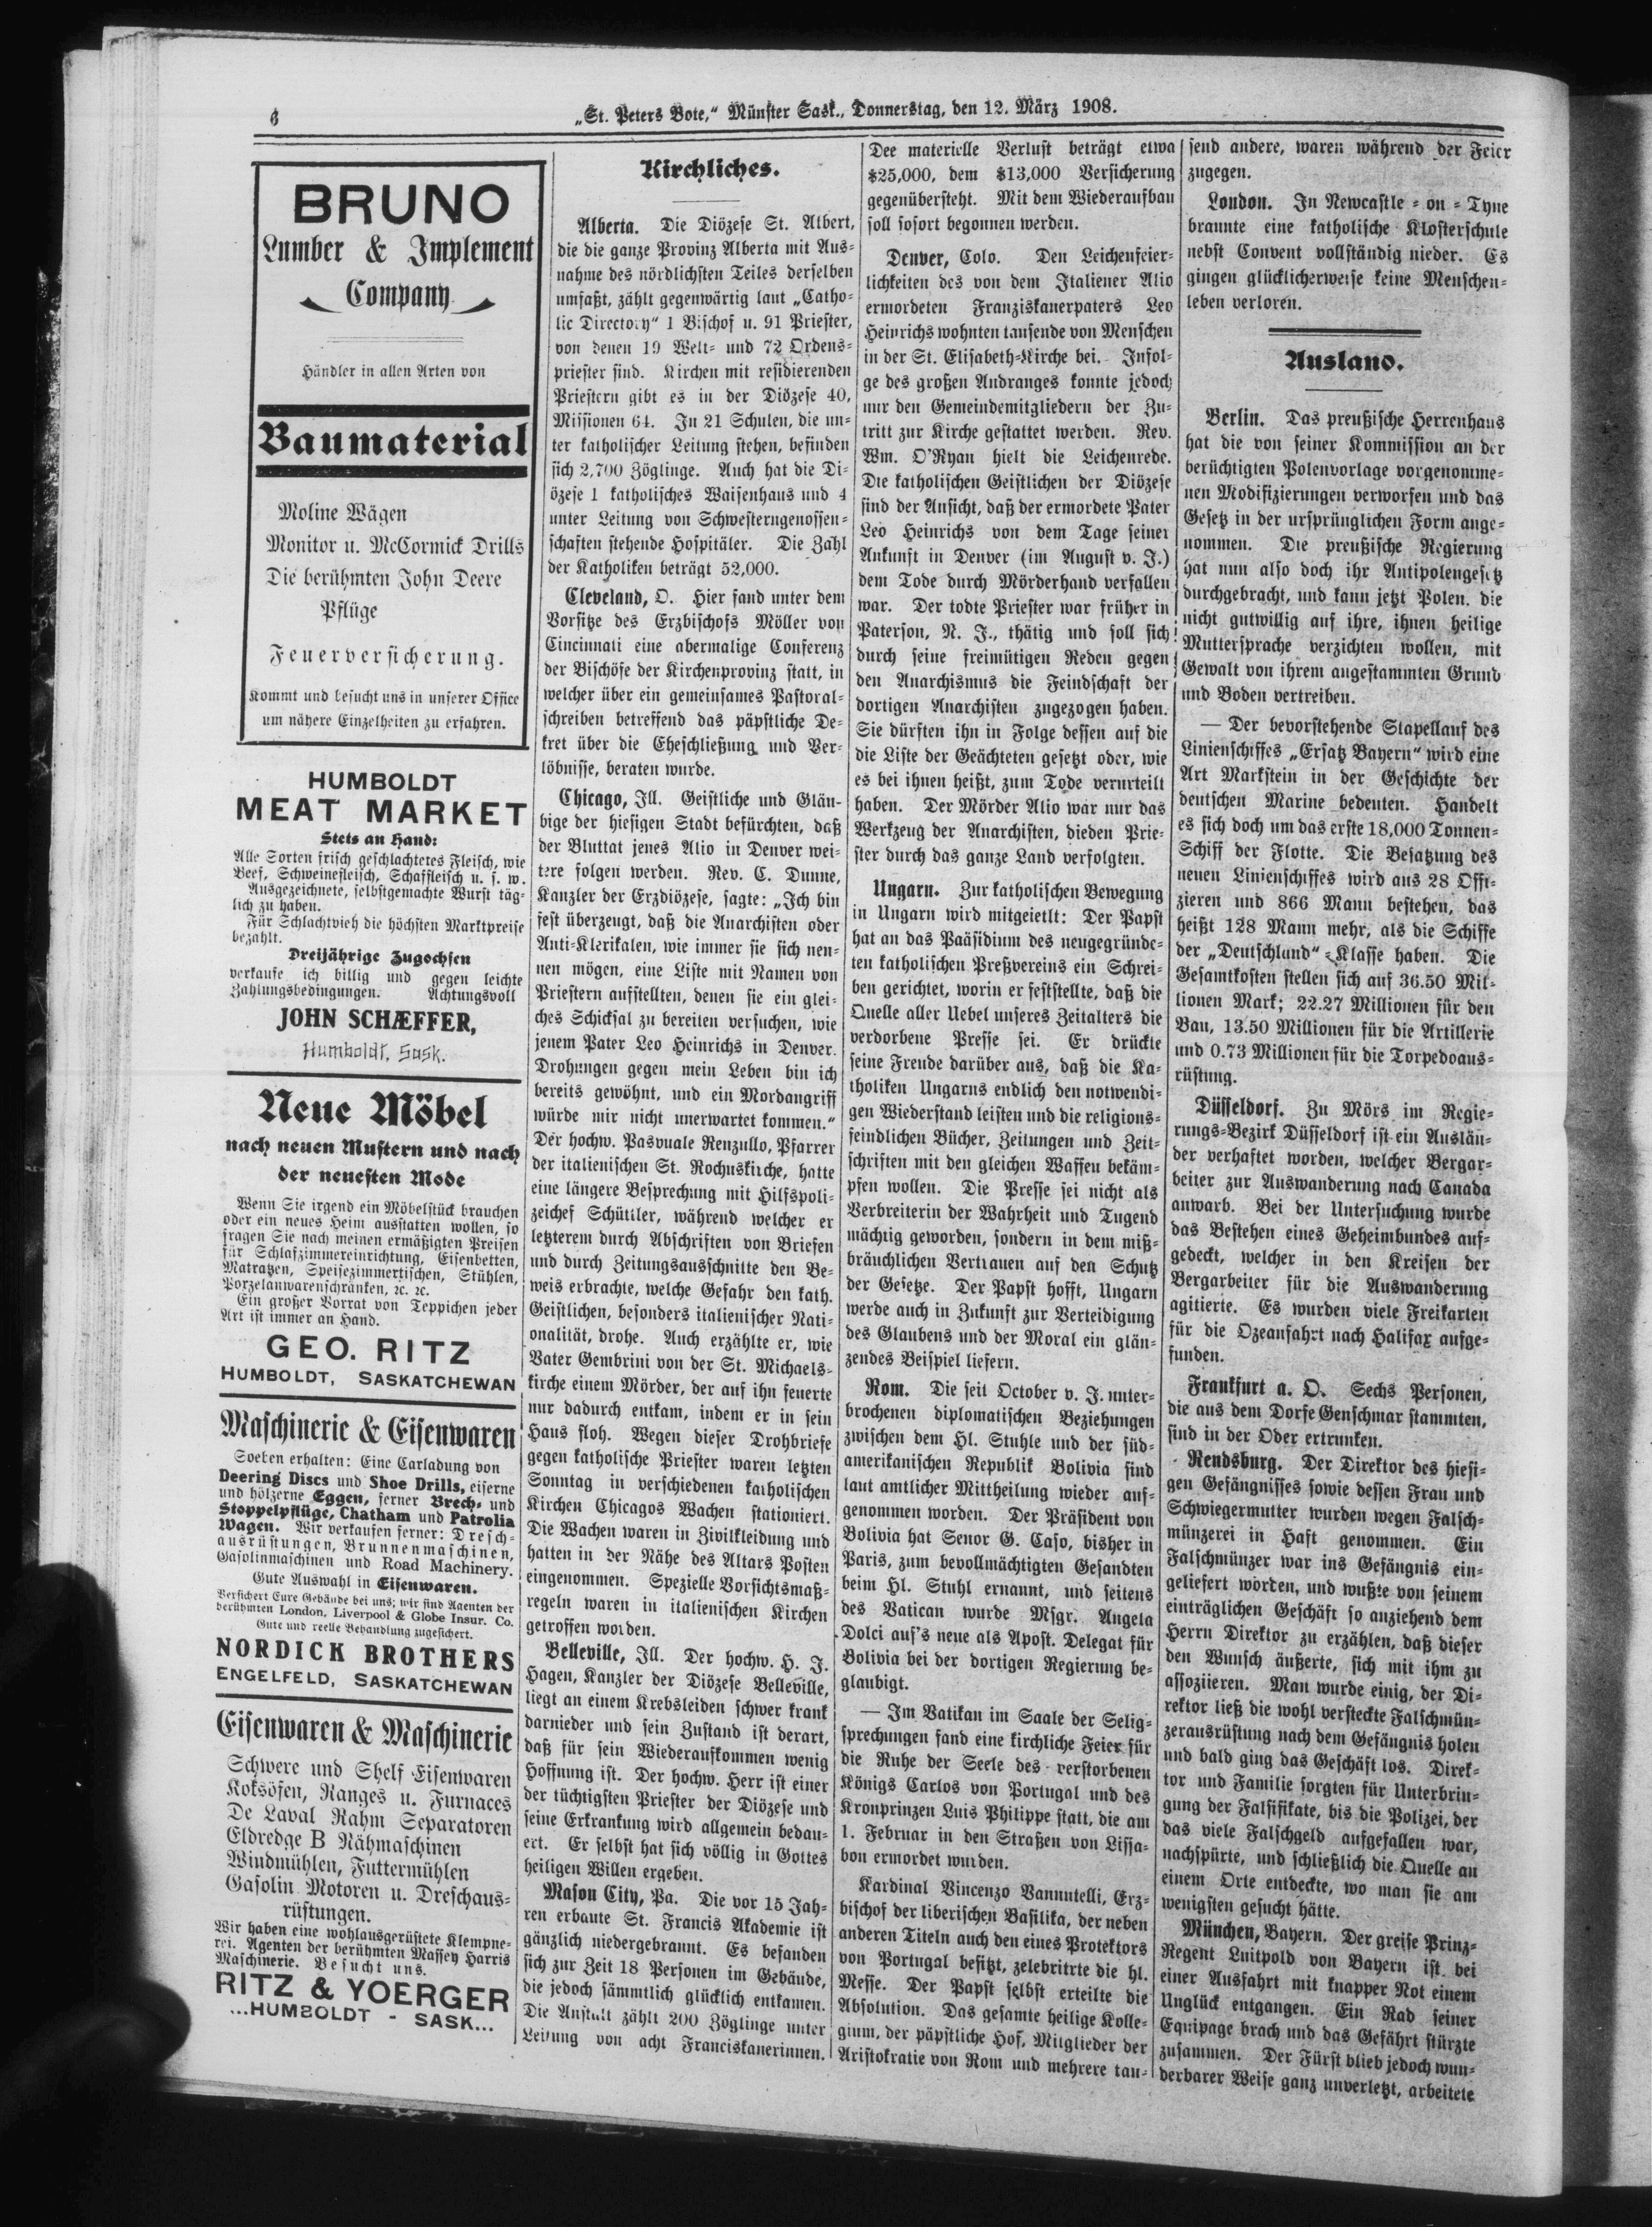 6
„St. Peters Bote,“ Münster Sask., Donnerstag, den 12. März 1908.
BRUNO
Lumber & Implement
Company
Händler in allen Arten von
Baumaterial
Moline Wägen
Monitor u. McCormick Drills
Die berühmten John Deere
Pflüge
Feuerversicherung.
Kommt und besucht uns in unserer Office
um nähere Einzelheiten zu erfahren.
HUMBOLDT
MEAT MARKET
Stets an Hand:
Alle Sorten frisch geschlachtetes Fleisch, wie
Beef, Schweinefleisch, Schaffleisch u. s. w.
Ausgezeichnete, selbstgemachte Wurst täg-
lich zu haben.
Für Schlachtvieh die höchsten Marktpreise
bezahlt.
Dreijährige Zugochsen
verkaufe ich billig und gegen leichte
Zahlungsbedingungen. Achtungsvoll
JOHN SCHÆFFER,
Humboldt, Sask.
Neue Möbel
nach neuen Mustern und nach
der neuesten Mode
Wenn Sie irgend ein Möbelstück brauchen
oder ein neues Heim ausstatten wollen, so
fragen Sie nach meinen ermäßigten Preisen
für Schlafzimmereinrichtung, Eisenbetten,
Matratzen, Speisezimmertischen, Stühlen,
Porzelanwarenschränken, ꝛc. ꝛc.
Ein großer Vorrat von Teppichen jeder
Art ist immer an Hand.
GEO. RITZ
HUMBOLDT, SASKATCHEWAN
Maschinerie & Eisenwaren
Soeben erhalten: Eine Carladung von
Deering Discs und Shoe Drills, eiserne
und hölzerne Eggen, ferner Brech- und
Stoppelpflüge, Chatham und Patrolia
Wagen. Wir verkaufen ferner: Dresch-
ausrüstungen, Brunnenmaschinen,
Gasolinmaschinen und Road Machinery.
Gute Auswahl in Eisenwaren.
Versichert Eure Gebäude bei uns; wir sind Agenten der
berühmten London, Liverpool & Globe Insur. Co.
Gute und reelle Behandlung zugesichert.
NORDICK BROTHERS
ENGELFELD, SASKATCHEWAN
Eisenwaren & Maschinerie
Schwere und Shelf Eisenwaren
Koksöfen, Ranges u. Furnaces
De Laval Rahm Separatoren
Eldredge B Nähmaschinen
Windmühlen, Futtermühlen
Gasolin Motoren u. Dreschaus-
rüstungen.
Wir haben eine wohlausgerüstete Klempne-
rei. Agenten der berühmten Massey Harris
Maschinerie. Besucht uns.
RITZ & YOERGER
...HUMBOLDT - SASK...
Kirchliches.
Alberta. Die Diözese St. Albert,
die die ganze Provinz Alberta mit Aus-
nahme des nördlichsten Teiles derselben
umfaßt, zählt gegenwärtig laut „Catho-
lic Directory“ 1 Bischof u. 91 Priester,
von denen 19 Welt- und 72 Ordens-
priester sind. Kirchen mit residierenden
Priestern gibt es in der Diözese 40,
Missionen 64. In 21 Schulen, die un-
ter katholischer Leitung stehen, befinden
sich 2,700 Zöglinge. Auch hat die Di-
özese 1 katholisches Waisenhaus und 4
unter Leitung von Schwesterngenossen-
schaften stehende Hospitäler. Die Zahl
der Katholiken beträgt 52,000.
Cleveland, O. Hier fand unter dem
Vorsitze des Erzbischofs Möller von
Cincinnati eine abermalige Conferenz
der Bischöfe der Kirchenprovinz statt, in
welcher über ein gemeinsames Pastoral-
schreiben betreffend das päpstliche De-
kret über die Eheschließung und Ver-
löbnisse, beraten wurde.
Chicago, Ill. Geistliche und Gläu-
bige der hiesigen Stadt befürchten, daß
der Bluttat jenes Alio in Denver wei-
tere folgen werden. Rev. C. Dunne,
Kanzler der Erzdiözese, sagte: „Ich bin
fest überzeugt, daß die Anarchisten oder
Anti-Klerikalen, wie immer sie sich nen-
nen mögen, eine Liste mit Namen von
Priestern aufstellten, denen sie ein glei-
ches Schicksal zu bereiten versuchen, wie
jenem Pater Leo Heinrichs in Denver.
Drohungen gegen mein Leben bin ich
bereits gewöhnt, und ein Mordangriff
würde mir nicht unerwartet kommen.“
Der hochw. Pasvuale Renzullo, Pfarrer
der italienischen St. Rochuskirche, hatte
eine längere Besprechung mit Hilfspoli-
zeichef Schüttler, während welcher er
letzterem durch Abschriften von Briefen
und durch Zeitungsausschnitte den Be-
weis erbrachte, welche Gefahr den kath.
Geistlichen, besonders italienischer Nati-
onalität, drohe. Auch erzählte er, wie
Vater Gembrini von der St. Michaels-
kirche einem Mörder, der auf ihn feuerte
nur dadurch entkam, indem er in sein
Haus floh. Wegen dieser Drohbriefe
gegen katholische Priester waren letzten
Sonntag in verschiedenen katholischen
Kirchen Chicagos Wachen stationiert.
Die Wachen waren in Zivilkleidung und
hatten in der Nähe des Altars Posten
eingenommen. Spezielle Vorsichtsmaß-
regeln waren in italienischen Kirchen
getroffen worden.
Belleville, Ill. Der hochw. H. J.
Hagen, Kanzler der Diözese Belleville,
liegt an einem Krebsleiden schwer krank
darnieder und sein Zustand ist derart,
daß für sein Wiederaufkommen wenig
Hoffnung ist. Der hochw. Herr ist einer
der tüchtigsten Priester der Diözese und
seine Erkrankung wird allgemein bedau-
ert. Er selbst hat sich völlig in Gottes
heiligen Willen ergeben.
Mason City, Pa. Die vor 15 Jah-
ren erbaute St. Francis Akademie ist
gänzlich niedergebrannt. Es befanden
sich zur Zeit 18 Personen im Gebäude,
die jedoch sämmtlich glücklich entkamen.
Die Anstalt zählt 200 Zöglinge unter
Leitung von acht Franciskanerinnen.
Dee materielle Verlust beträgt etwa
$25,000, dem $13,000 Versicherung
gegenübersteht. Mit dem Wiederaufbau
soll sofort begonnen werden.
Denver, Colo. Den Leichenfeier-
lichkeiten des von dem Italiener Alio
ermordeten Franziskanerpaters Leo
Heinrichs wohnten tausende von Menschen
in der St. Elisabeth-Kirche bei. Infol-
ge des großen Andranges konnte jedoch
nur den Gemeindemitgliedern der Zu-
tritt zur Kirche gestattet werden. Rev.
Wm. O'Ryan hielt die Leichenrede.
Die katholischen Geistlichen der Diözese
sind der Ansicht, daß der ermordete Pater
Leo Heinrichs von dem Tage seiner
Ankunft in Denver (im August v. J.)
dem Tode durch Mörderhand verfallen
war. Der todte Priester war früher in
Paterson, N. J., thätig und soll sich
durch seine freimütigen Reden gegen
den Anarchismus die Feindschaft der
dortigen Anarchisten zugezogen haben.
Sie dürften ihn in Folge dessen auf die
die Liste der Geächteten gesetzt oder, wie
es bei ihnen heißt, zum Tode verurteilt
haben. Der Mörder Alio war nur das
Werkzeug der Anarchisten, dieden Prie-
ster durch das ganze Land verfolgten.
Ungarn. Zur katholischen Bewegung
in Ungarn wird mitgeietlt: Der Papst
hat an das Paäsidium des neugegründe-
ten katholischen Preßvereins ein Schrei-
ben gerichtet, worin er feststellte, daß die
Quelle aller Uebel unseres Zeitalters die
verdorbene Presse sei. Er drückte
seine Freude darüber aus, daß die Ka-
tholiken Ungarns endlich den notwendi-
gen Wiederstand leisten und die religions-
feindlichen Bücher, Zeitungen und Zeit-
schriften mit den gleichen Waffen bekäm-
pfen wollen. Die Presse sei nicht als
Verbreiterin der Wahrheit und Tugend
mächtig geworden, sondern in dem miß-
bräuchlichen Vertrauen auf den Schutz
der Gesetze. Der Papst hofft, Ungarn
werde auch in Zukunft zur Verteidigung
des Glaubens und der Moral ein glän-
zendes Beispiel liefern.
Rom. Die seit October v. J. unter-
brochenen diplomatischen Beziehungen
zwischen dem Hl. Stuhle und der süd-
amerikanischen Republik Bolivia sind
laut amtlicher Mittheilung wieder auf-
genommen worden. Der Präsident von
Bolivia hat Senor G. Caso, bisher in
Paris, zum bevollmächtigten Gesandten
beim Hl. Stuhl ernannt, und seitens
des Vatican wurde Msgr. Angela
Dolci auf's neue als Apost. Delegat für
Bolivia bei der dortigen Regierung be-
glaubigt.
— Im Vatikan im Saale der Selig-
sprechungen fand eine kirchliche Feier für
die Ruhe der Seele des verstorbenen
Königs Carlos von Portugal und des
Kronprinzen Luis Philippe statt, die am
1. Februar in den Straßen von Lissa-
bon ermordet wurden.
Kardinal Vincenzo Vannutelli, Erz-
bischof der liberischen Basilika, der neben
anderen Titeln auch den eines Protektors
von Portugal besitzt, zelebritrte die hl.
Messe. Der Papst selbst erteilte die
Absolution. Das gesamte heilige Kolle-
gium, der päpstliche Hof, Mitglieder der
Aristokratie von Rom und mehrere tau-
send andere, waren während der Feier
zugegen.
London. In Newcastle - on - Tyne
brannte eine katholische Klosterschule
nebst Convent vollständig nieder. Es
gingen glücklicherweise keine Menschen-
leben verloren.
Ausland.
Berlin. Das preußische Herrenhaus
hat die von seiner Kommission an der
berüchtigten Polenvorlage vorgenomme-
nen Modifizierungen verworfen und das
Gesetz in der ursprünglichen Form ange-
nommen. Die preußische Regierung
hat nun also doch ihr Antipolengesetz
durchgebracht, und kann jetzt Polen, die
nicht gutwillig auf ihre, ihnen heilige
Muttersprache verzichten wollen, mit
Gewalt von ihrem angestammten Grund
und Boden vertreiben.
— Der bevorstehende Stapellauf des
Linienschiffes „Ersatz Bayern“ wird eine
Art Markstein in der Geschichte der
deutschen Marine bedeuten. Handelt
es sich doch um das erste 18,000 Tonnen-
Schiff der Flotte. Die Besatzung des
neuen Linienschiffes wird aus 28 Offi-
zieren und 866 Mann bestehen, das
heißt 128 Mann mehr, als die Schiffe
der „Deutschland“-Klasse haben. Die
Gesamtkosten stellen sich auf 36.50 Mil-
lionen Mark; 22.27 Millionen für den
Bau, 13.50 Millionen für die Artillerie
und 0.73 Millionen für die Torpedoaus-
rüstung.
Düsseldorf. Zu Mörs im Regie-
rungs-Bezirk Düsseldorf ist ein Auslän-
der verhaftet worden, welcher Bergar-
beiter zur Auswanderung nach Canada
anwarb. Bei der Untersuchung wurde
das Bestehen eines Geheimbundes auf-
gedeckt, welcher in den Kreisen der
Bergarbeiter für die Auswanderung
agitierte. Es wurden viele Freikarten
für die Ozeanfahrt nach Halifax aufge-
funden.
Frankfurt a. O. Sechs Personen,
die aus dem Dorfe Genschmar stammten,
sind in der Oder ertrunken.
Rendsburg. Der Direktor des hiesi-
gen Gefängnisses sowie dessen Frau und
Schwiegermutter wurden wegen Falsch-
münzerei in Haft genommen. Ein
Falschmünzer war ins Gefängnis ein-
geliefert worden, und wußte von seinem
einträglichen Geschäft so anziehend dem
Herrn Direktor zu erzählen, daß dieser
den Wunsch äußerte, sich mit ihm zu
assoziieren. Man wurde einig, der Di-
rektor ließ die wohl versteckte Falschmün-
zerausrüstung nach dem Gefängnis holen
und bald ging das Geschäft los. Direk-
tor und Familie sorgten für Unterbrin-
gung der Falsifikate, bis die Polizei, der
das viele Falschgeld aufgefallen war,
nachspürte, und schließlich die Quelle an
einem Orte entdeckte, wo man sie am
wenigsten gesucht hätte.
München, Bayern. Der greise Prinz-
Regent Luitpold von Bayern ist bei
einer Ausfahrt mit knapper Not einem
Unglück entgangen. Ein Rad seiner
Equipage brach und das Gefährt stürzte
zusammen. Der Fürst blieb jedoch wun-
derbarer Weise ganz unverletzt, arbeitete